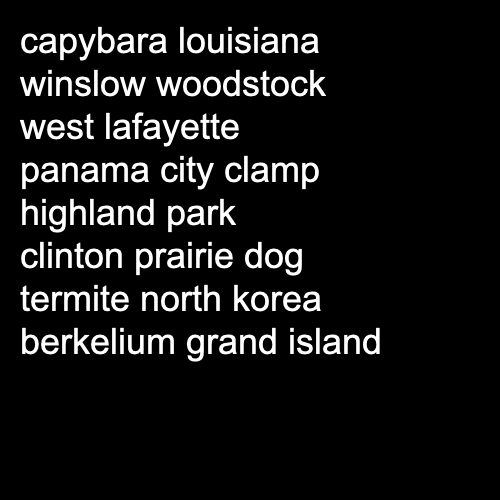 capybara louisiana
winslow woodstock
west lafayette
panama city clamp
highland park
clinton prairie dog
termite north korea
berkelium grand island